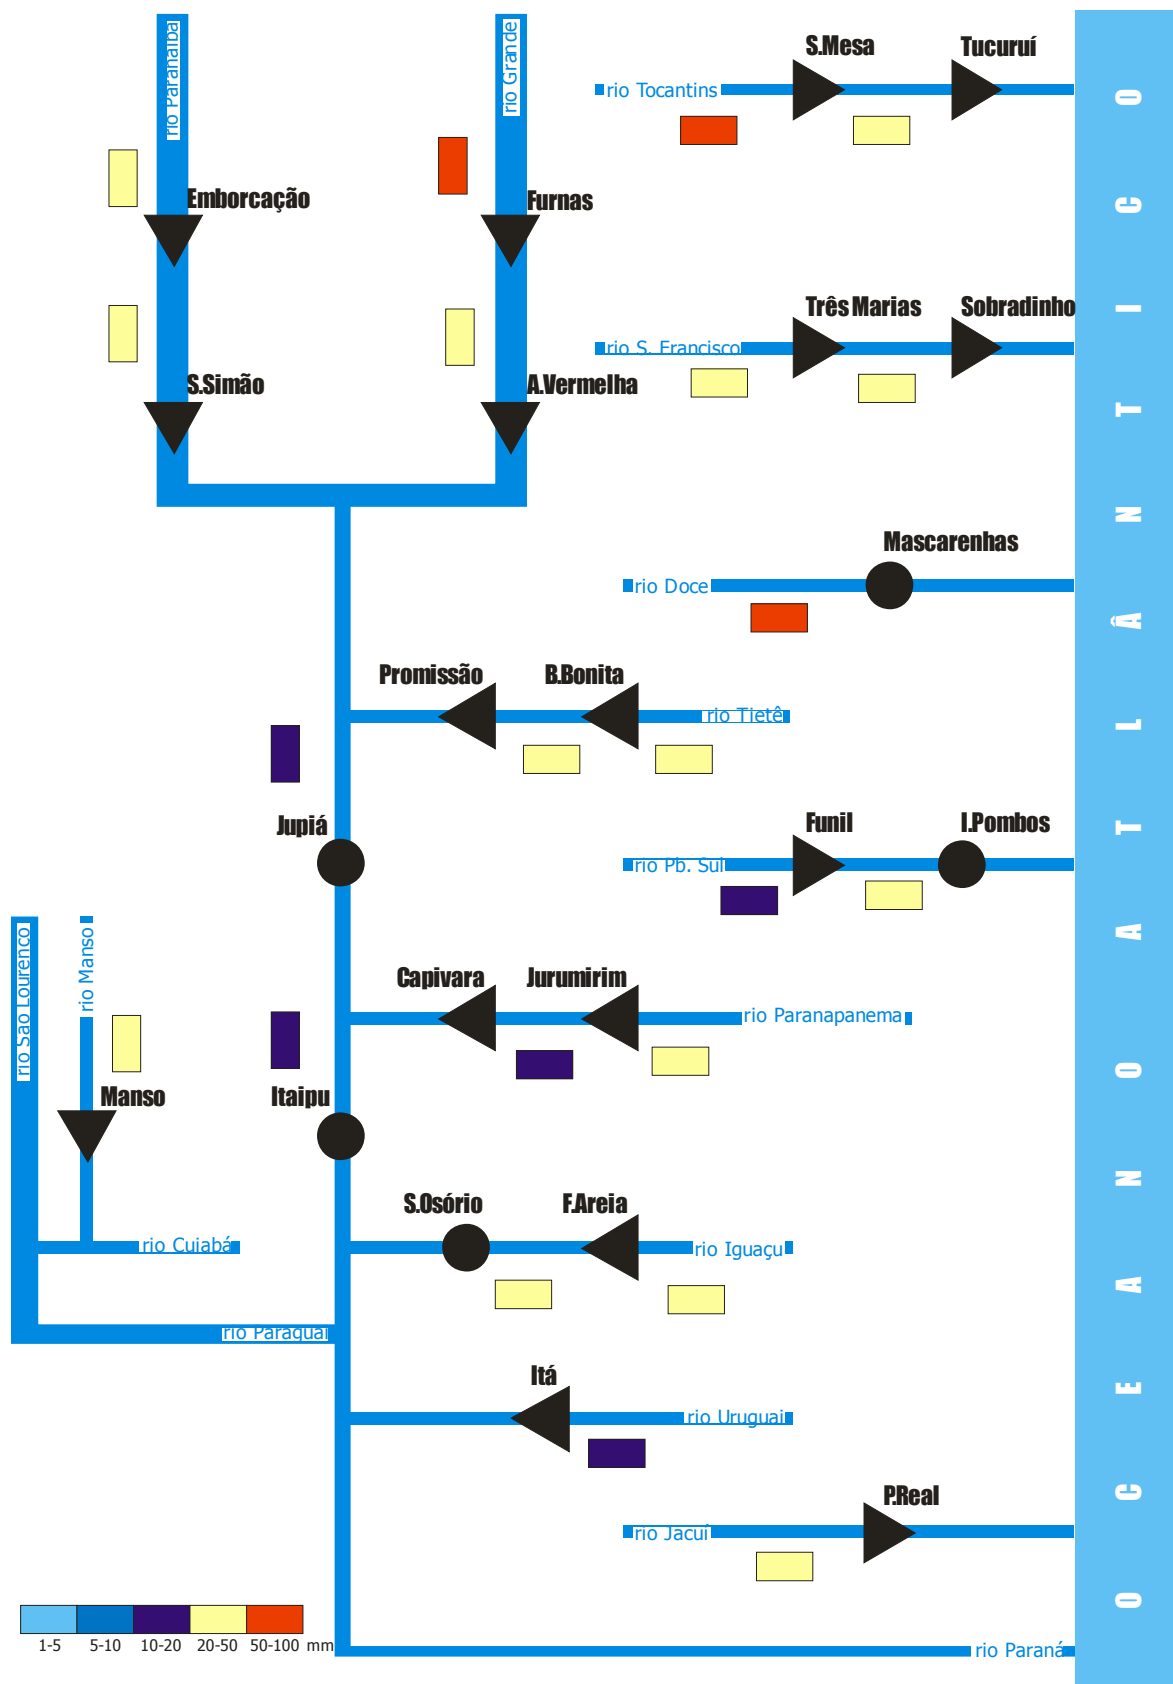 rio Paranaíba
rio Grande
S.Mesa
Tucuruí
rio Tocantins
Emborcação
Furnas
Três Marias
Sobradinho
rio S. Francisco
S.Simão
A.Vermelha
Mascarenhas
rio Doce
Promissão
B.Bonita
rio Tietê
Jupiá
Funil
I.Pombos
rio Pb. Sul
rio São Lourenço
rio Manso
Capivara
Jurumirim
rio Paranapanema
Manso
Itaipu
S.Osório
F.Areia
rio Cuiabá
rio Iguaçu
rio Paraguai
Itá
rio Uruguai
P.Real
rio Jacuí
1-5 5-10 10-20 20-50 50-100 mm
rio Paraná
OCEANO ATLÂNTICO